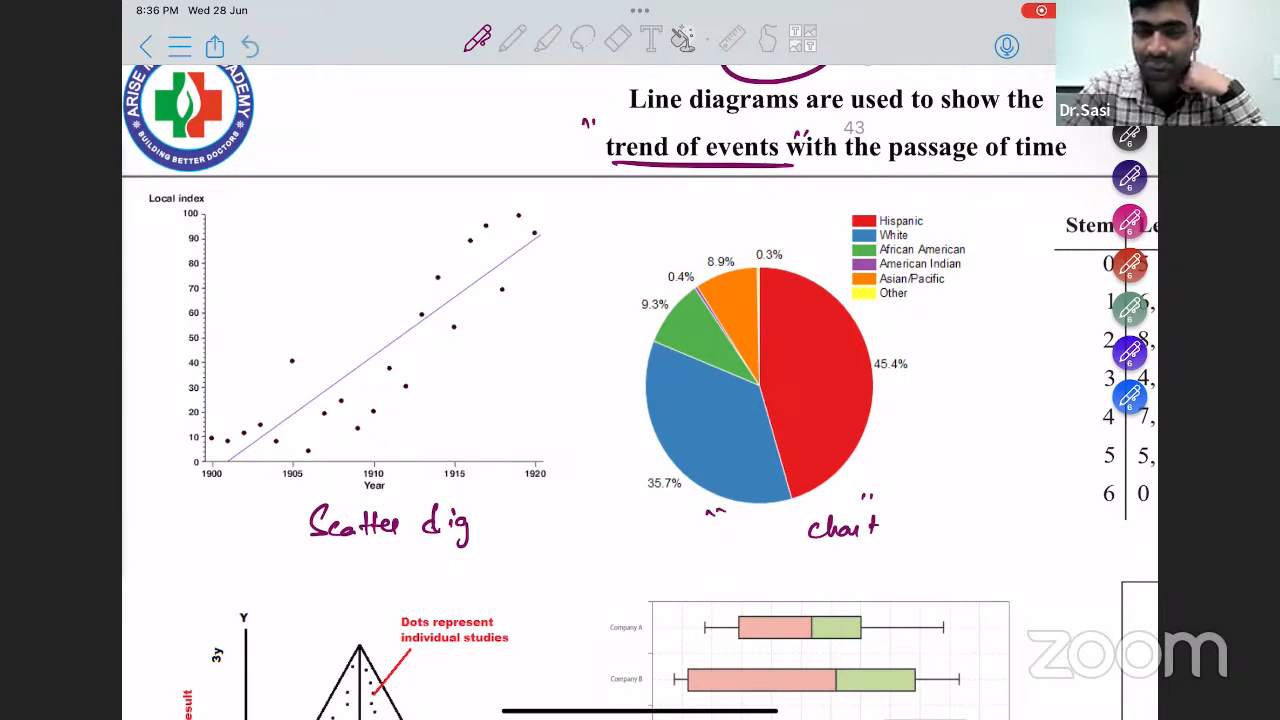 8:36 PM Wed 28 Jun
Dr.Sasi
BUILDING BETTER DOCTORS
Line diagrams are used to show the
43
" trend of events " with the passage of time
Local index
100
90
80
70
60
50
40
30
20
10
0
1900 1905 1910 1915 1920
Year
Scatter dig
Hispanic
White
African American
American Indian
Asian/Pacific
Other
0.3%
8.9%
0.4%
9.3%
45.4%
35.7%
" chart "
Stem
0
1
2 8,
3 4,
4 7,
5 5,
6 0
Y
3y
Dots represent
individual studies
Company A
Company B
zoom